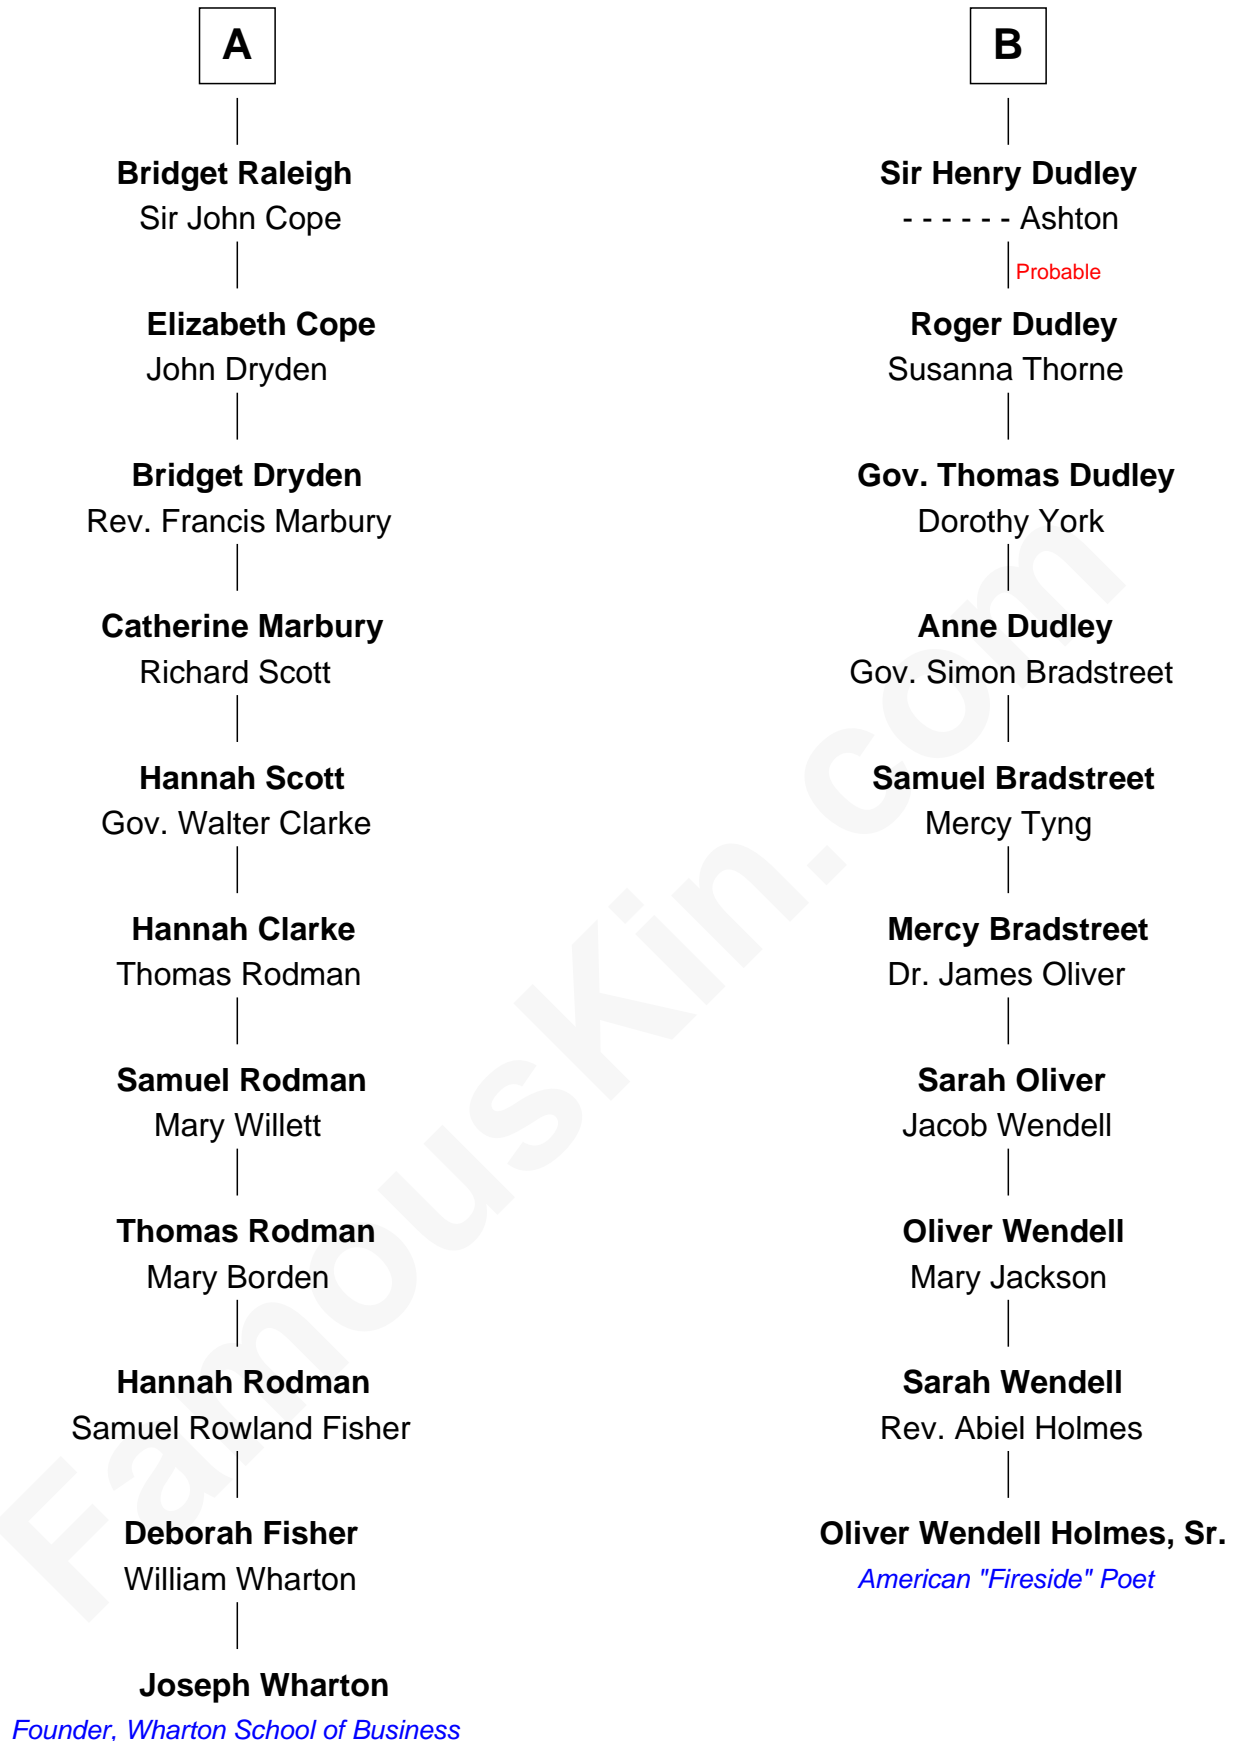 A
Bridget Raleigh
Sir John Cope
Elizabeth Cope
John Dryden
Bridget Dryden
Rev. Francis Marbury
Catherine Marbury
Richard Scott
Hannah Scott
Gov. Walter Clarke
Hannah Clarke
Thomas Rodman
Samuel Rodman
Mary Willett
Thomas Rodman
Mary Borden
Hannah Rodman
Samuel Rowland Fisher
Deborah Fisher
William Wharton
Joseph Wharton
Founder, Wharton School of Business
B
Sir Henry Dudley
- - - - - - Ashton
Probable
Roger Dudley
Susanna Thorne
Gov. Thomas Dudley
Dorothy York
Anne Dudley
Gov. Simon Bradstreet
Samuel Bradstreet
Mercy Tyng
Mercy Bradstreet
Dr. James Oliver
Sarah Oliver
Jacob Wendell
Oliver Wendell
Mary Jackson
Sarah Wendell
Rev. Abiel Holmes
Oliver Wendell Holmes, Sr.
American "Fireside" Poet
FamousKin.com